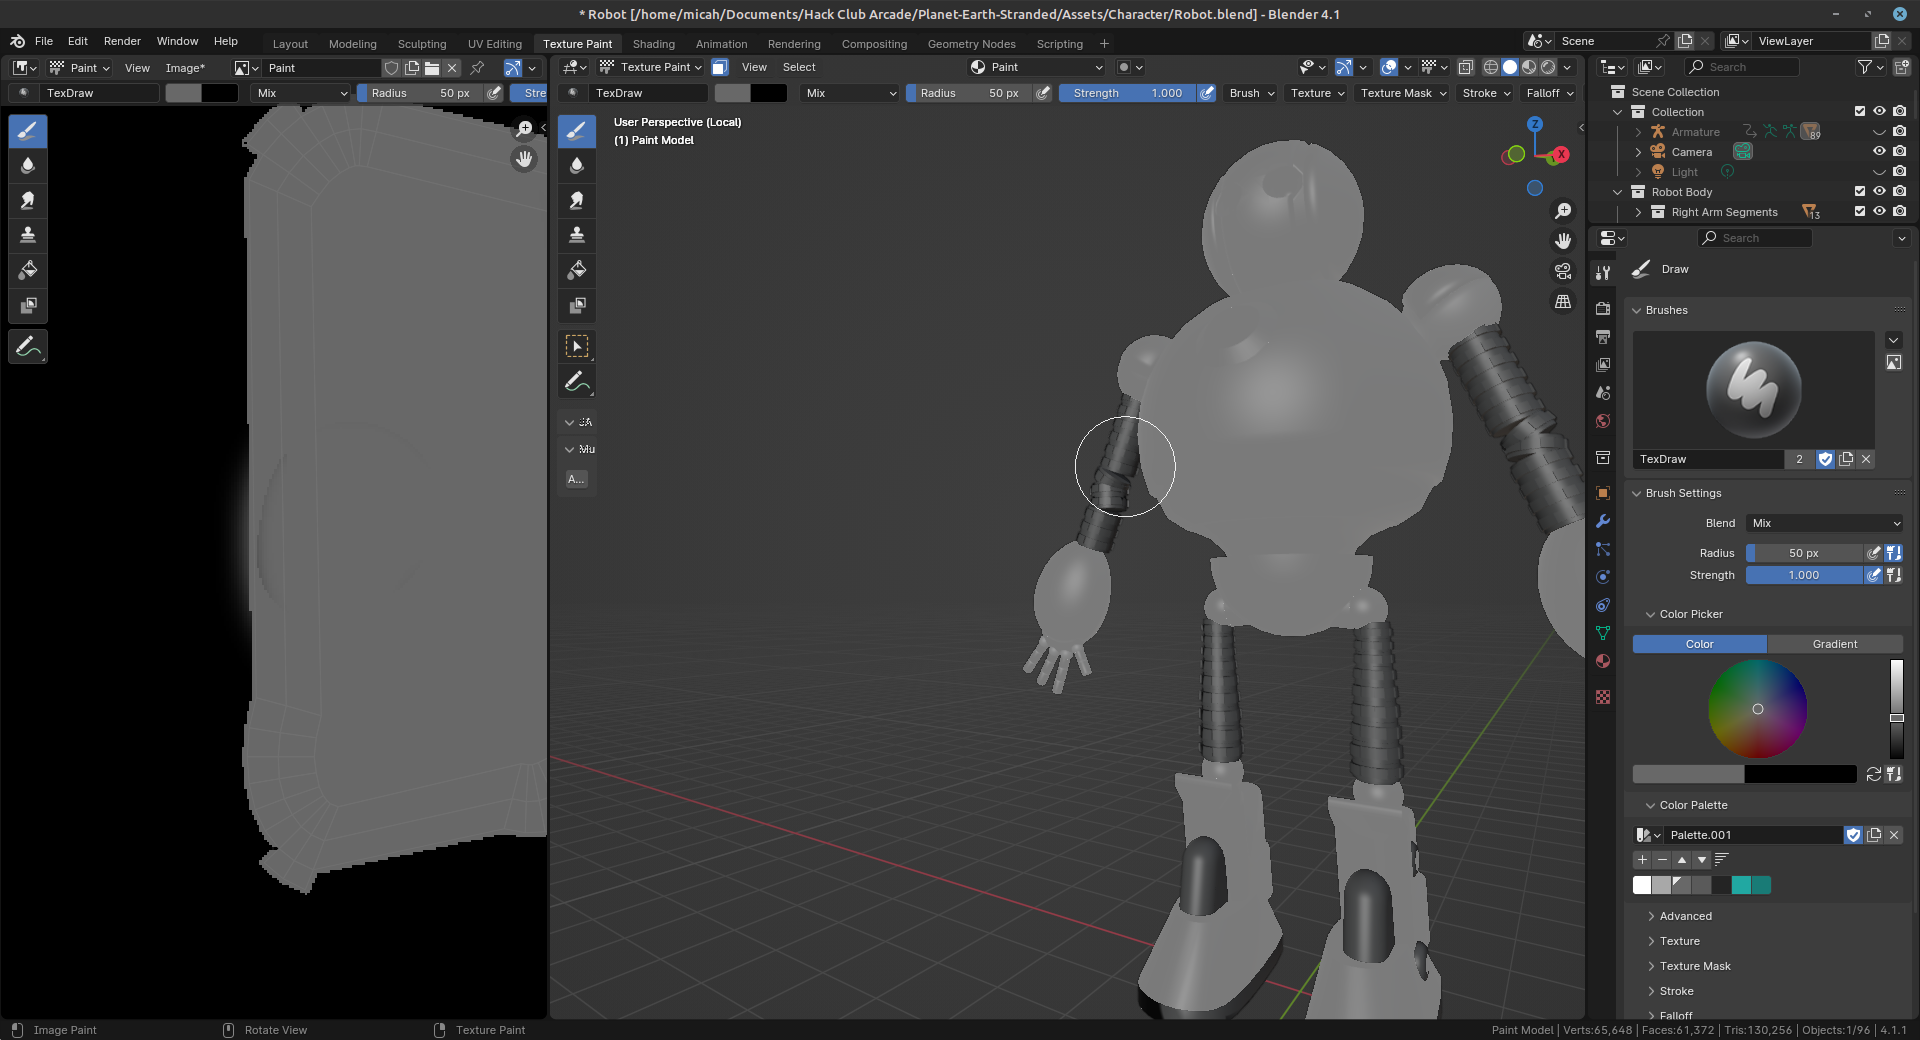 * Robot [/home/micah/Documents/Hack Club Arcade/Planet-Earth-Stranded/Assets/Character/Robot.blend] - Blender 4.1
File Edit Render Window Help Layout Modeling Sculpting UV Editing Texture Paint Shading Animation Rendering Compositing Geometry Nodes Scripting + Scene ViewLayer
Paint View Image* Paint Texture Paint View Select Paint Search
TexDraw Mix Radius 50 px Stre TexDraw Mix Radius 50 px Strength 1.000 Brush Texture Texture Mask Stroke Falloff
Scene Collection
Collection
Armature 89
Camera
Light
Robot Body
Right Arm Segments 13
User Perspective (Local)
(1) Paint Model
Z
X
Mu
A...
Search
Draw
Brushes
TexDraw 2
Brush Settings
Blend Mix
Radius 50 px
Strength 1.000
Color Picker
Color Gradient
Color Palette
Palette.001
Advanced
Texture
Texture Mask
Stroke
Falloff
Image Paint Rotate View Texture Paint Paint Model | Verts:65,648 | Faces:61,372 | Tris:130,256 | Objects:1/96 | 4.1.1